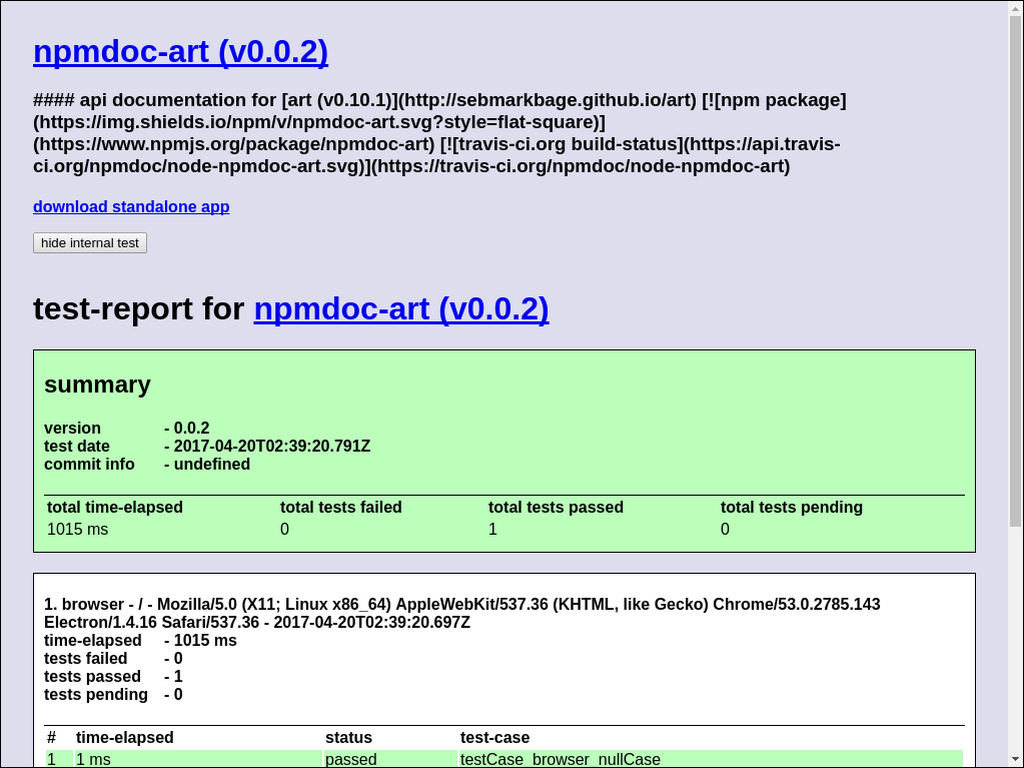 npmdoc-art (v0.0.2)
#### api documentation for [art (v0.10.1)](http://sebmarkbage.github.io/art) [![npm package]
(https://img.shields.io/npm/v/npmdoc-art.svg?style=flat-square)]
(https://www.npmjs.org/package/npmdoc-art) [![travis-ci.org build-status](https://api.travis-
ci.org/npmdoc/node-npmdoc-art.svg)](https://travis-ci.org/npmdoc/node-npmdoc-art)
download standalone app
hide internal test
test-report for npmdoc-art (v0.0.2)
summary
version - 0.0.2
test date - 2017-04-20T02:39:20.791Z
commit info - undefined
total time-elapsed total tests failed total tests passed total tests pending
1015 ms 0 1 0
1. browser - / - Mozilla/5.0 (X11; Linux x86_64) AppleWebKit/537.36 (KHTML, like Gecko) Chrome/53.0.2785.143
Electron/1.4.16 Safari/537.36 - 2017-04-20T02:39:20.697Z
time-elapsed - 1015 ms
tests failed - 0
tests passed - 1
tests pending - 0
# time-elapsed status test-case
1 1 ms passed testCase_browser_nullCase